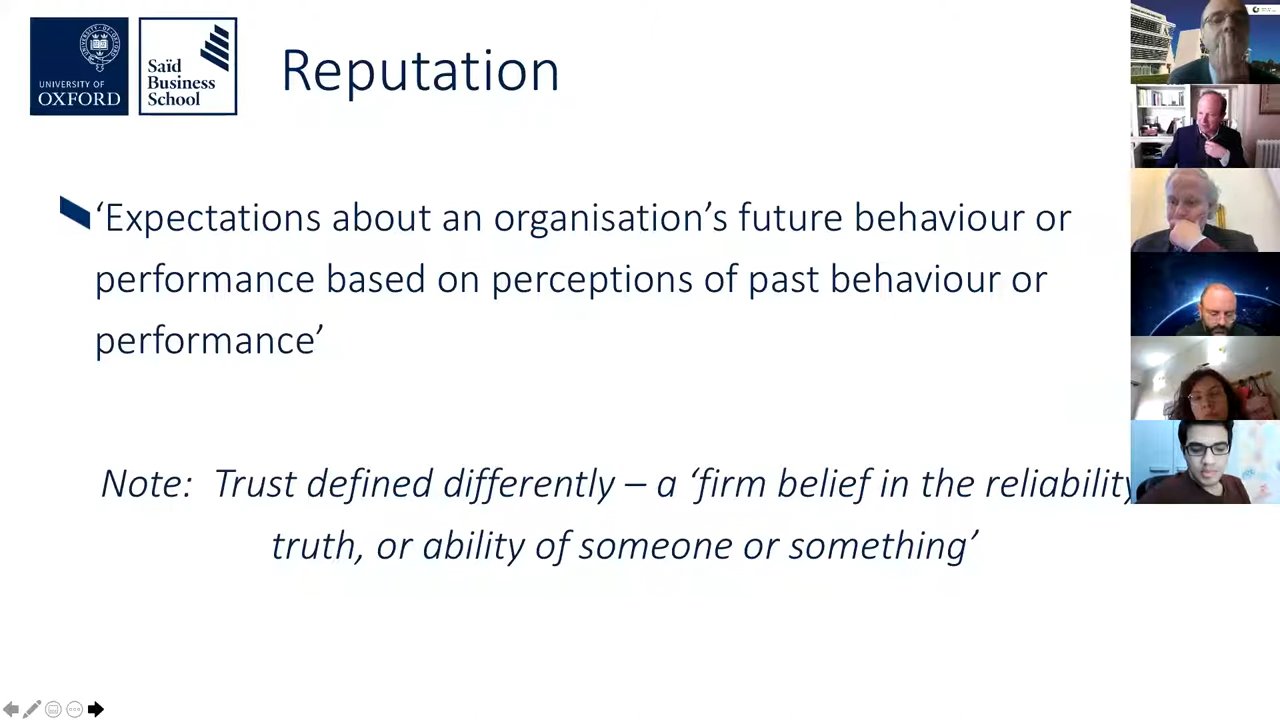 UNIVERSITY OF
OXFORD
Saïd
Business
School
Reputation
‘Expectations about an organisation’s future behaviour or
performance based on perceptions of past behaviour or
performance’
Note: Trust defined differently – a ‘firm belief in the reliability
truth, or ability of someone or something’